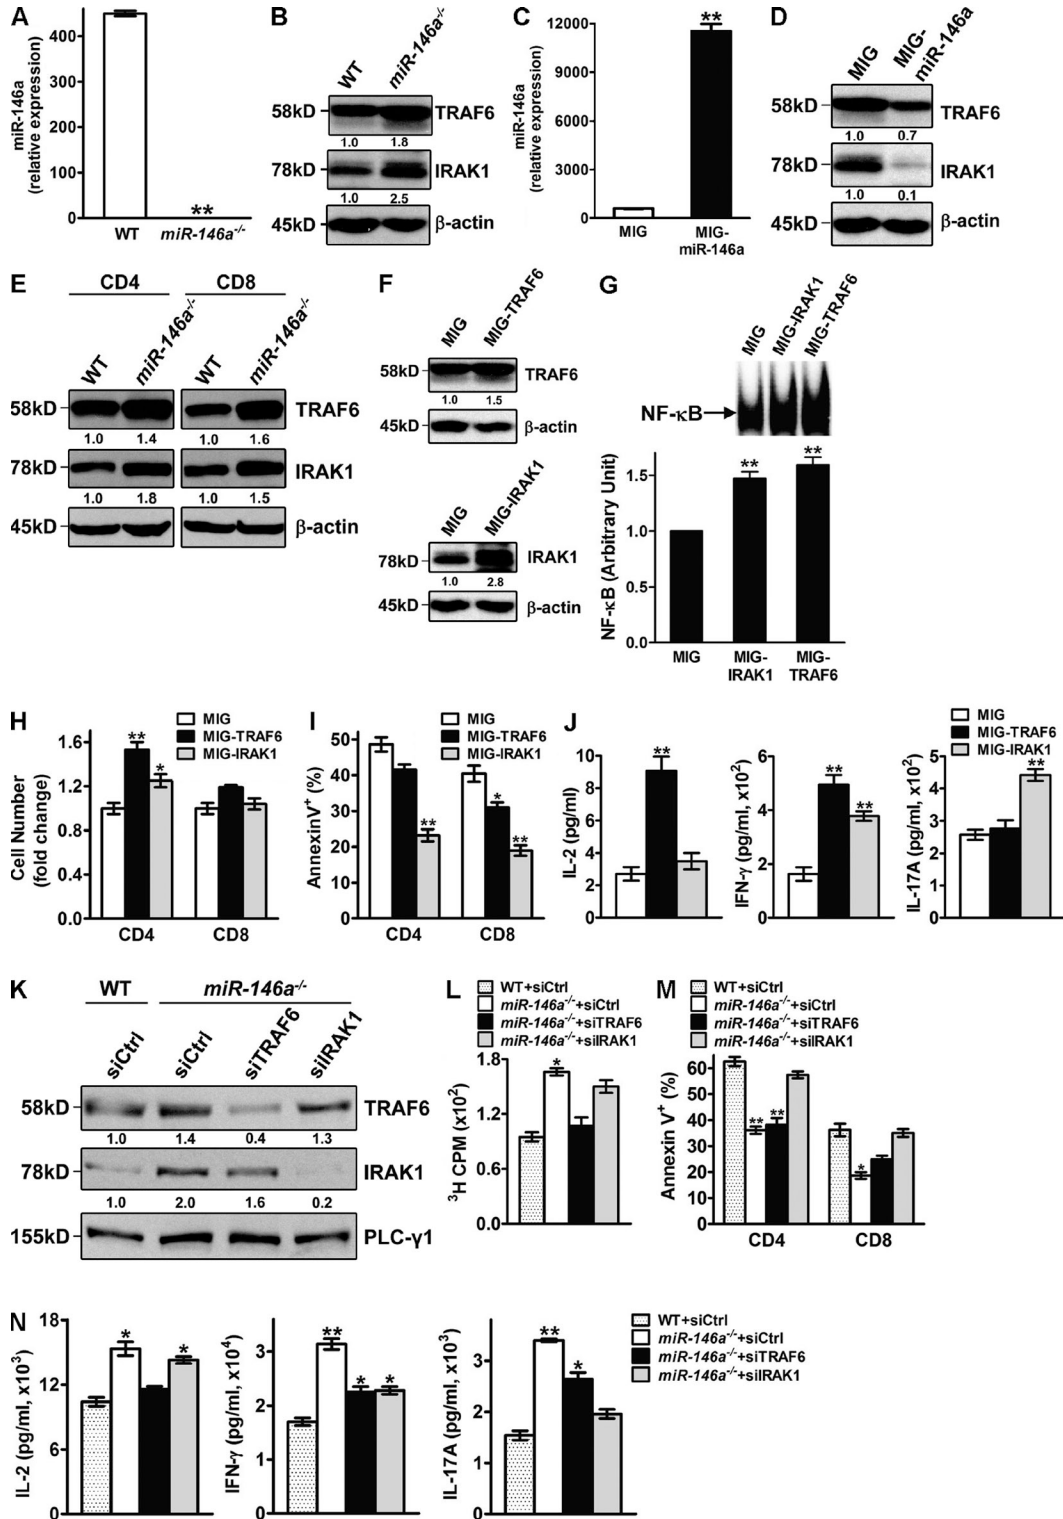 A
miR-146a
(relative expression)
400
300
200
100
0
**
WT
miR-146a-/-
B
WT
miR-146a-/-
58kD
TRAF6
1.0 1.8
78kD
IRAK1
1.0 2.5
45kD
β-actin
C
miR-146a
(relative expression)
12000
9000
6000
3000
0
**
MIG
MIG-
miR-146a
D
MIG
MIG-
miR-146a
58kD
TRAF6
1.0 0.7
78kD
IRAK1
1.0 0.1
45kD
β-actin
E
CD4 CD8
WT
miR-146a-/-
WT
miR-146a-/-
58kD
TRAF6
1.0 1.4 1.0 1.6
78kD
IRAK1
1.0 1.8 1.0 1.5
45kD
β-actin
F
MIG
MIG-TRAF6
58kD
TRAF6
1.0 1.5
45kD
β-actin
MIG
MIG-IRAK1
78kD
IRAK1
1.0 2.8
45kD
β-actin
G
MIG
MIG-IRAK1
MIG-TRAF6
NF-κB
NF-κB (Arbitrary Unit)
1.5
1.0
0.5
0.0
**
**
MIG
MIG-
IRAK1
MIG-
TRAF6
H
MIG
MIG-TRAF6
MIG-IRAK1
Cell Number
(fold change)
1.6
1.2
0.8
0.4
0.0
**
*
CD4 CD8
I
MIG
MIG-TRAF6
MIG-IRAK1
AnnexinV+ (%)
50
40
30
20
10
0
**
*
**
CD4 CD8
J
MIG
MIG-TRAF6
MIG-IRAK1
IL-2 (pg/ml)
10
8
6
4
2
0
**
IFN-γ (pg/ml, x10²)
6
4
2
0
**
**
IL-17A (pg/ml, x10²)
5
4
3
2
1
0
**
K
WT miR-146a-/-
siCtrl
siCtrl
siTRAF6
siIRAK1
58kD
TRAF6
1.0 1.4 0.4 1.3
78kD
IRAK1
1.0 2.0 1.6 0.2
155kD
PLC-γ1
L
WT+siCtrl
miR-146a-/-+siCtrl
miR-146a-/-+siTRAF6
miR-146a-/-+siIRAK1
³H CPM (x10²)
1.8
1.2
0.6
0.0
*
M
WT+siCtrl
miR-146a-/-+siCtrl
miR-146a-/-+siTRAF6
miR-146a-/-+siIRAK1
Annexin V+ (%)
60
50
40
30
20
10
0
**
**
*
CD4 CD8
N
IL-2 (pg/ml, x10³)
18
12
6
0
*
*
IFN-γ (pg/ml, x10⁴)
3
2
1
0
**
*
*
IL-17A (pg/ml, x10³)
3
2
1
0
**
*
WT+siCtrl
miR-146a-/-+siCtrl
miR-146a-/-+siTRAF6
miR-146a-/-+siIRAK1